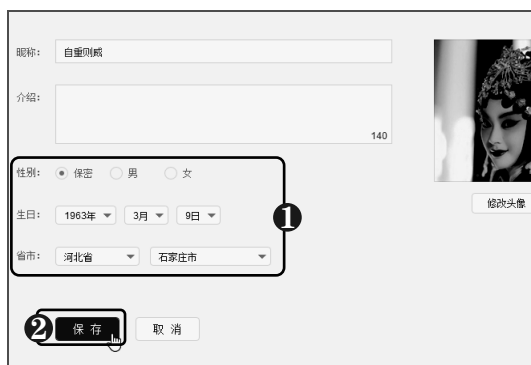 昵称： 自重则威
介绍：
140
性别： 保密 男 女
生日： 1963年 3月 9日
❶
省市： 河北省 石家庄市
修改头像
❷ 保存 取消